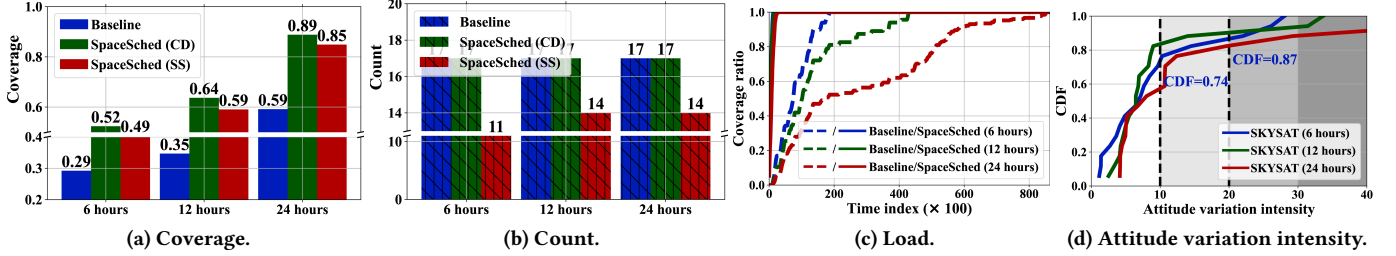 Coverage
1.0
0.8
0.6
0.4
0.4
0.3
0.2
Baseline
SpaceSched (CD)
SpaceSched (SS)
0.29
0.52
0.49
0.35
0.64
0.59
0.59
0.89
0.85
6 hours
12 hours
24 hours
(a) Coverage.
Count
20
18
16
14
10
0
Baseline
SpaceSched (CD)
SpaceSched (SS)
11
14
17
17
14
6 hours
12 hours
24 hours
(b) Count.
Coverage ratio
1.0
0.8
0.6
0.4
0.2
0.0
/ Baseline/SpaceSched (6 hours)
/ Baseline/SpaceSched (12 hours)
/ Baseline/SpaceSched (24 hours)
0
200
400
600
800
Time index (× 100)
(c) Load.
CDF
1.0
0.8
0.6
0.4
0.2
0.0
CDF=0.87
CDF=0.74
SKYSAT (6 hours)
SKYSAT (12 hours)
SKYSAT (24 hours)
0
10
20
30
40
Attitude variation intensity
(d) Attitude variation intensity.